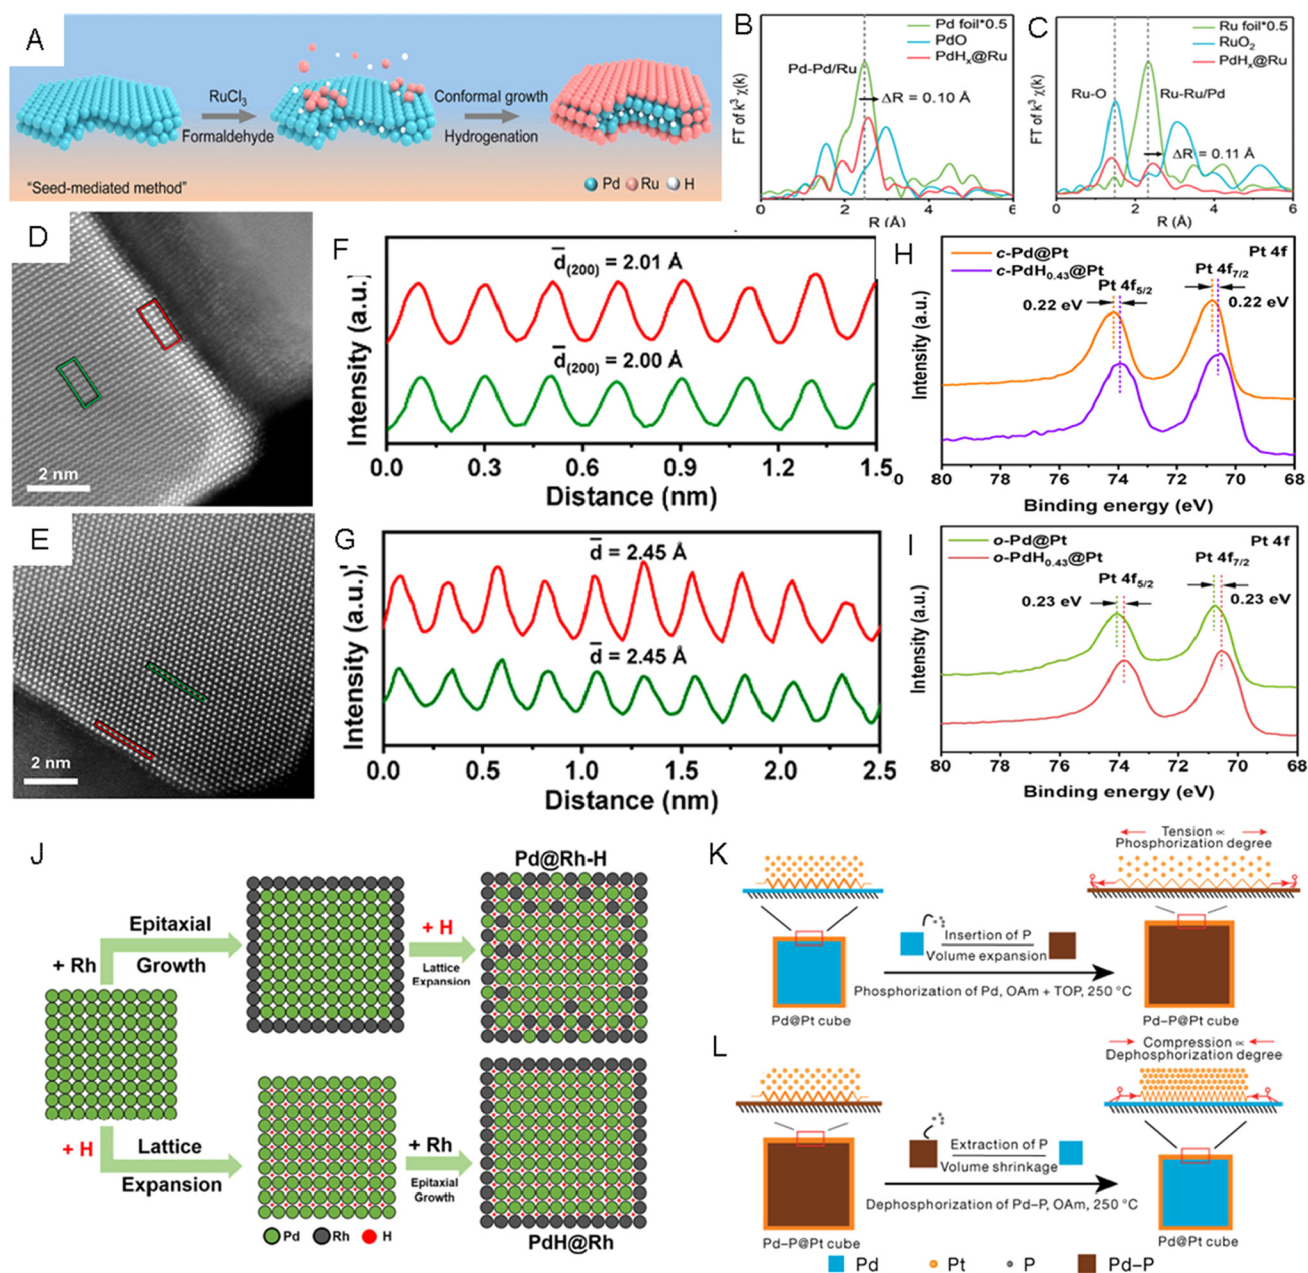 A
RuCl3
Formaldehyde
Conformal growth
Hydrogenation
"Seed-mediated method"
Pd
Ru
H
B
Pd foil*0.5
PdO
PdHx@Ru
Pd-Pd/Ru
ΔR = 0.10 Å
FT of k³ χ(k)
0
2
4
6
R (Å)
C
Ru foil*0.5
RuO2
PdHx@Ru
Ru-O
Ru-Ru/Pd
ΔR = 0.11 Å
FT of k³ χ(k)
0
2
4
6
R (Å)
D
2 nm
E
2 nm
F
d̄(200) = 2.01 Å
d̄(200) = 2.00 Å
Intensity (a.u.)
0.0
0.3
0.6
0.9
1.2
1.5
Distance (nm)
G
d̄ = 2.45 Å
d̄ = 2.45 Å
Intensity (a.u.)
0.0
0.5
1.0
1.5
2.0
2.5
Distance (nm)
H
c-Pd@Pt
c-PdH0.43@Pt
Pt 4f
Pt 4f7/2
Pt 4f5/2
0.22 eV
0.22 eV
Intensity (a.u.)
80
78
76
74
72
70
68
Binding energy (eV)
I
o-Pd@Pt
o-PdH0.43@Pt
Pt 4f
Pt 4f7/2
Pt 4f5/2
0.23 eV
0.23 eV
Intensity (a.u.)
80
78
76
74
72
70
68
Binding energy (eV)
J
Pd@Rh-H
Epitaxial
Growth
+ Rh
+ H
Lattice
Expansion
+ H
Lattice
Expansion
+ Rh
Epitaxial
Growth
Pd
Rh
H
PdH@Rh
K
Tension ∝
Phosphorization degree
Insertion of P
Volume expansion
Phosphorization of Pd, OAm + TOP, 250 °C
Pd@Pt cube
Pd–P@Pt cube
L
Compression ∝
Dephosphorization degree
Extraction of P
Volume shrinkage
Dephosphorization of Pd–P, OAm, 250 °C
Pd–P@Pt cube
Pd@Pt cube
Pd
Pt
P
Pd–P